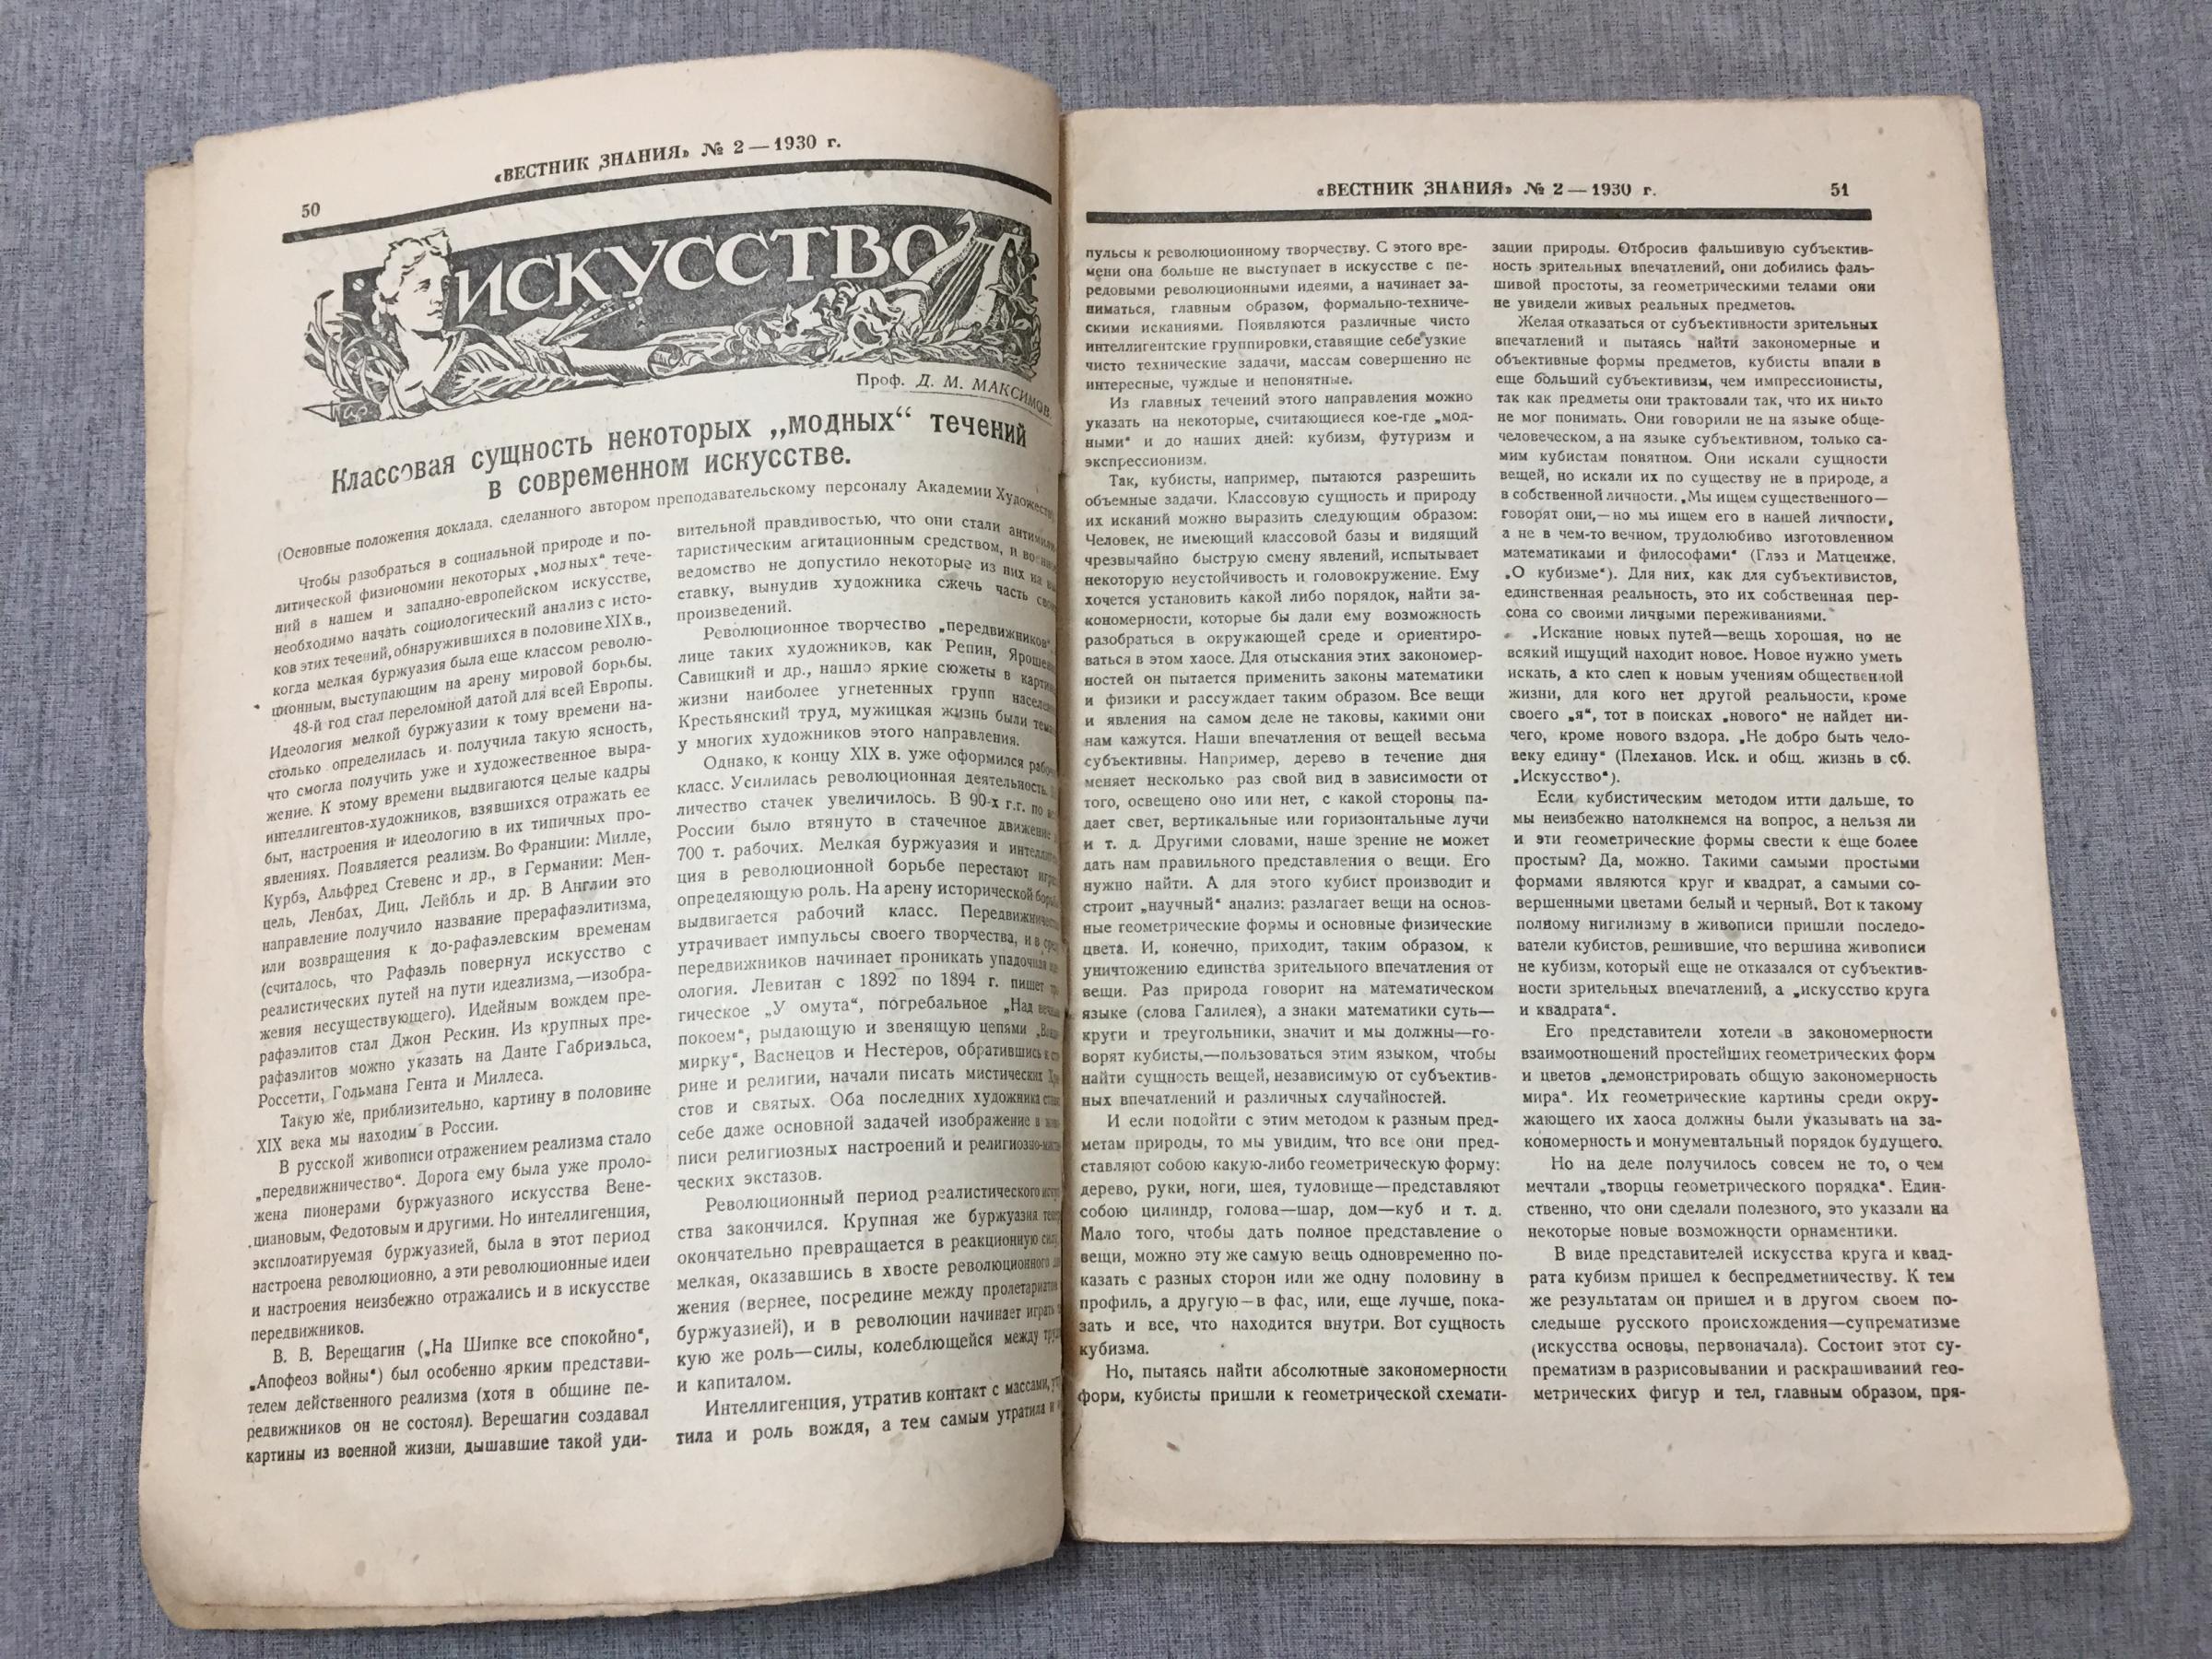 «ВЕСТНИК ЗНАНИЯ» № 2 — 1930 г.
50
ИСКУССТВО
Проф. Д. М. МАКСИМОВ.
Классовая сущность некоторых „модных“ течений
в современном искусстве.
(Основные положения доклада, сделанного автором преподавательскому персоналу Академии
Чтобы разобраться в социальной природе и по-
литической физиономии некоторых „модных“ тече-
ний в нашем и западно-европейском искусстве,
необходимо начать социологический анализ с исто-
ков этих течений, обнаружившихся в половине XIX в.,
когда мелкая буржуазия была еще классом револю-
ционным, выступающим на арену мировой борьбы.
48-й год стал переломной датой для всей Европы.
Идеология мелкой буржуазии к тому времени на-
столько определилась и получила такую ясность,
что смогла получить уже и художественное выра-
жение. К этому времени выдвигаются целые кадры
интеллигентов-художников, взявшихся отражать ее
быт, настроения и идеологию в их типичных про-
явлениях. Появляется реализм. Во Франции: Милле,
Курбэ, Альфред Стевенс и др., в Германии: Мен-
цель, Ленбах, Диц, Лейбль и др. В Англии это
направление получило название прерафаэлитизма,
или возвращения к до-рафаэлевским временам
(считалось, что Рафаэль повернул искусство с
реалистических путей на пути идеализма,—изобра-
жения несуществующего). Идейным вождем пре-
рафаэлитов стал Джон Рескин. Из крупных пре-
рафаэлитов можно указать на Данте Габриэльса,
Россетти, Гольмана Гента и Миллеса.
Такую же, приблизительно, картину в половине
XIX века мы находим в России.
В русской живописи отражением реализма стало
„передвижничество“. Дорога ему была уже проло-
жена пионерами буржуазного искусства Вене-
циановым, Федотовым и другими. Но интеллигенция,
эксплоатируемая буржуазией, была в этот период
настроена революционно, а эти революционные идеи
и настроения неизбежно отражались и в искусстве
передвижников.
В. В. Верещагин („На Шипке все спокойно“,
„Апофеоз войны“) был особенно ярким представи-
телем действенного реализма (хотя в общине пе-
редвижников он не состоял). Верещагин создавал
картины из военной жизни, дышавшие такой уди-
вительной правдивостью, что они стали
таристическим агитационным средством, и
ведомство не допустило некоторые из них на
ставку, вынудив художника сжечь часть
произведений.
Революционное творчество „передвижников“,
лице таких художников, как Репин,
Савицкий и др., нашло яркие сюжеты в
жизни наиболее угнетенных групп
Крестьянский труд, мужицкая жизнь были
у многих художников этого направления.
Однако, к концу XIX в. уже оформился
класс. Усилилась революционная деятельность.
личество стачек увеличилось. В 90-х г.г. по
России было втянуто в стачечное движение
700 т. рабочих. Мелкая буржуазия и
ция в революционной борьбе перестают
определяющую роль. На арену исторической
выдвигается рабочий класс.
утрачивает импульсы своего творчества, и в
передвижников начинает проникать упадочная
ология. Левитан с 1892 по 1894 г. пишет
гическое „У омута“, погребальное „Над
покоем“, рыдающую и звенящую цепями
мирку“, Васнецов и Нестеров, обратившись к
рине и религии, начали писать мистических
стов и святых. Оба последних художника
себе даже основной задачей изображение в
писи религиозных настроений и
ческих экстазов.
Революционный период реалистического
ства закончился. Крупная же буржуазия
окончательно превращается в реакционную
мелкая, оказавшись в хвосте революционного
жения (вернее, посредине между
буржуазией), и в революции начинает играть
кую же роль—силы, колеблющейся между
и капиталом.
Интеллигенция, утратив контакт с массами,
тила и роль вождя, а тем самым утратила и
«ВЕСТНИК ЗНАНИЯ» № 2 — 1930 г.
51
пульсы к революционному творчеству. С этого вре-
мени она больше не выступает в искусстве с пе-
редовыми революционными идеями, а начинает за-
ниматься, главным образом, формально-техниче-
скими исканиями. Появляются различные чисто
интеллигентские группировки, ставящие себе узкие
чисто технические задачи, массам совершенно не
интересные, чуждые и непонятные.
Из главных течений этого направления можно
указать на некоторые, считающиеся кое-где „мод-
ными“ и до наших дней: кубизм, футуризм и
экспрессионизм.
Так, кубисты, например, пытаются разрешить
объемные задачи. Классовую сущность и природу
их исканий можно выразить следующим образом:
Человек, не имеющий классовой базы и видящий
чрезвычайно быструю смену явлений, испытывает
некоторую неустойчивость и головокружение. Ему
хочется установить какой либо порядок, найти за-
кономерности, которые бы дали ему возможность
разобраться в окружающей среде и ориентиро-
ваться в этом хаосе. Для отыскания этих закономер-
ностей он пытается применить законы математики
и физики и рассуждает таким образом. Все вещи
и явления на самом деле не таковы, какими они
нам кажутся. Наши впечатления от вещей весьма
субъективны. Например, дерево в течение дня
меняет несколько раз свой вид в зависимости от
того, освещено оно или нет, с какой стороны па-
дает свет, вертикальные или горизонтальные лучи
и т. д. Другими словами, наше зрение не может
дать нам правильного представления о вещи. Его
нужно найти. А для этого кубист производит и
строит „научный“ анализ: разлагает вещи на основ-
ные геометрические формы и основные физические
цвета. И, конечно, приходит, таким образом, к
уничтожению единства зрительного впечатления от
вещи. Раз природа говорит на математическом
языке (слова Галилея), а знаки математики суть—
круги и треугольники, значит и мы должны—го-
ворят кубисты,—пользоваться этим языком, чтобы
найти сущность вещей, независимую от субъектив-
ных впечатлений и различных случайностей.
И если подойти с этим методом к разным пред-
метам природы, то мы увидим, что все они пред-
ставляют собою какую-либо геометрическую форму:
дерево, руки, ноги, шея, туловище—представляют
собою цилиндр, голова—шар, дом—куб и т. д.
Мало того, чтобы дать полное представление о
вещи, можно эту же самую вещь одновременно по-
казать с разных сторон или же одну половину в
профиль, а другую—в фас, или, еще лучше, пока-
зать и все, что находится внутри. Вот сущность
кубизма.
Но, пытаясь найти абсолютные закономерности
форм, кубисты пришли к геометрической схемати-
зации природы. Отбросив фальшивую субъектив-
ность зрительных впечатлений, они добились фаль-
шивой простоты, за геометрическими телами они
не увидели живых реальных предметов.
Желая отказаться от субъективности зрительных
впечатлений и пытаясь найти закономерные и
объективные формы предметов, кубисты впали в
еще больший субъективизм, чем импрессионисты,
так как предметы они трактовали так, что их никто
не мог понимать. Они говорили не на языке обще-
человеческом, а на языке субъективном, только са-
мим кубистам понятном. Они искали сущности
вещей, но искали их по существу не в природе, а
в собственной личности. „Мы ищем существенного—
говорят они,—но мы ищем его в нашей личности,
а не в чем-то вечном, трудолюбиво изготовленном
математиками и философами“ (Глэз и Матценже,
„О кубизме“). Для них, как для субъективистов,
единственная реальность, это их собственная пер-
сона со своими личными переживаниями.
„Искание новых путей—вещь хорошая, но не
всякий ищущий находит новое. Новое нужно уметь
искать, а кто слеп к новым учениям общественной
жизни, для кого нет другой реальности, кроме
своего „я“, тот в поисках „нового“ не найдет ни-
чего, кроме нового вздора. „Не добро быть чело-
веку едину“ (Плеханов. Иск. и общ. жизнь в сб.
„Искусство“).
Если кубистическим методом итти дальше, то
мы неизбежно натолкнемся на вопрос, а нельзя ли
и эти геометрические формы свести к еще более
простым? Да, можно. Такими самыми простыми
формами являются круг и квадрат, а самыми со-
вершенными цветами белый и черный. Вот к такому
полному нигилизму в живописи пришли последо-
ватели кубистов, решившие, что вершина живописи
не кубизм, который еще не отказался от субъектив-
ности зрительных впечатлений, а „искусство круга
и квадрата“.
Его представители хотели в закономерности
взаимоотношений простейших геометрических форм
и цветов „демонстрировать общую закономерность
мира“. Их геометрические картины среди окру-
жающего их хаоса должны были указывать на за-
кономерность и монументальный порядок будущего.
Но на деле получилось совсем не то, о чем
мечтали „творцы геометрического порядка“. Един-
ственно, что они сделали полезного, это указали на
некоторые новые возможности орнаментики.
В виде представителей искусства круга и квад-
рата кубизм пришел к беспредметничеству. К тем
же результатам он пришел и в другом своем по-
следыше русского происхождения—супрематизме
(искусства основы, первоначала). Состоит этот су-
прематизм в разрисовывании и раскрашиваний гео-
метрических фигур и тел, главным образом, пря-